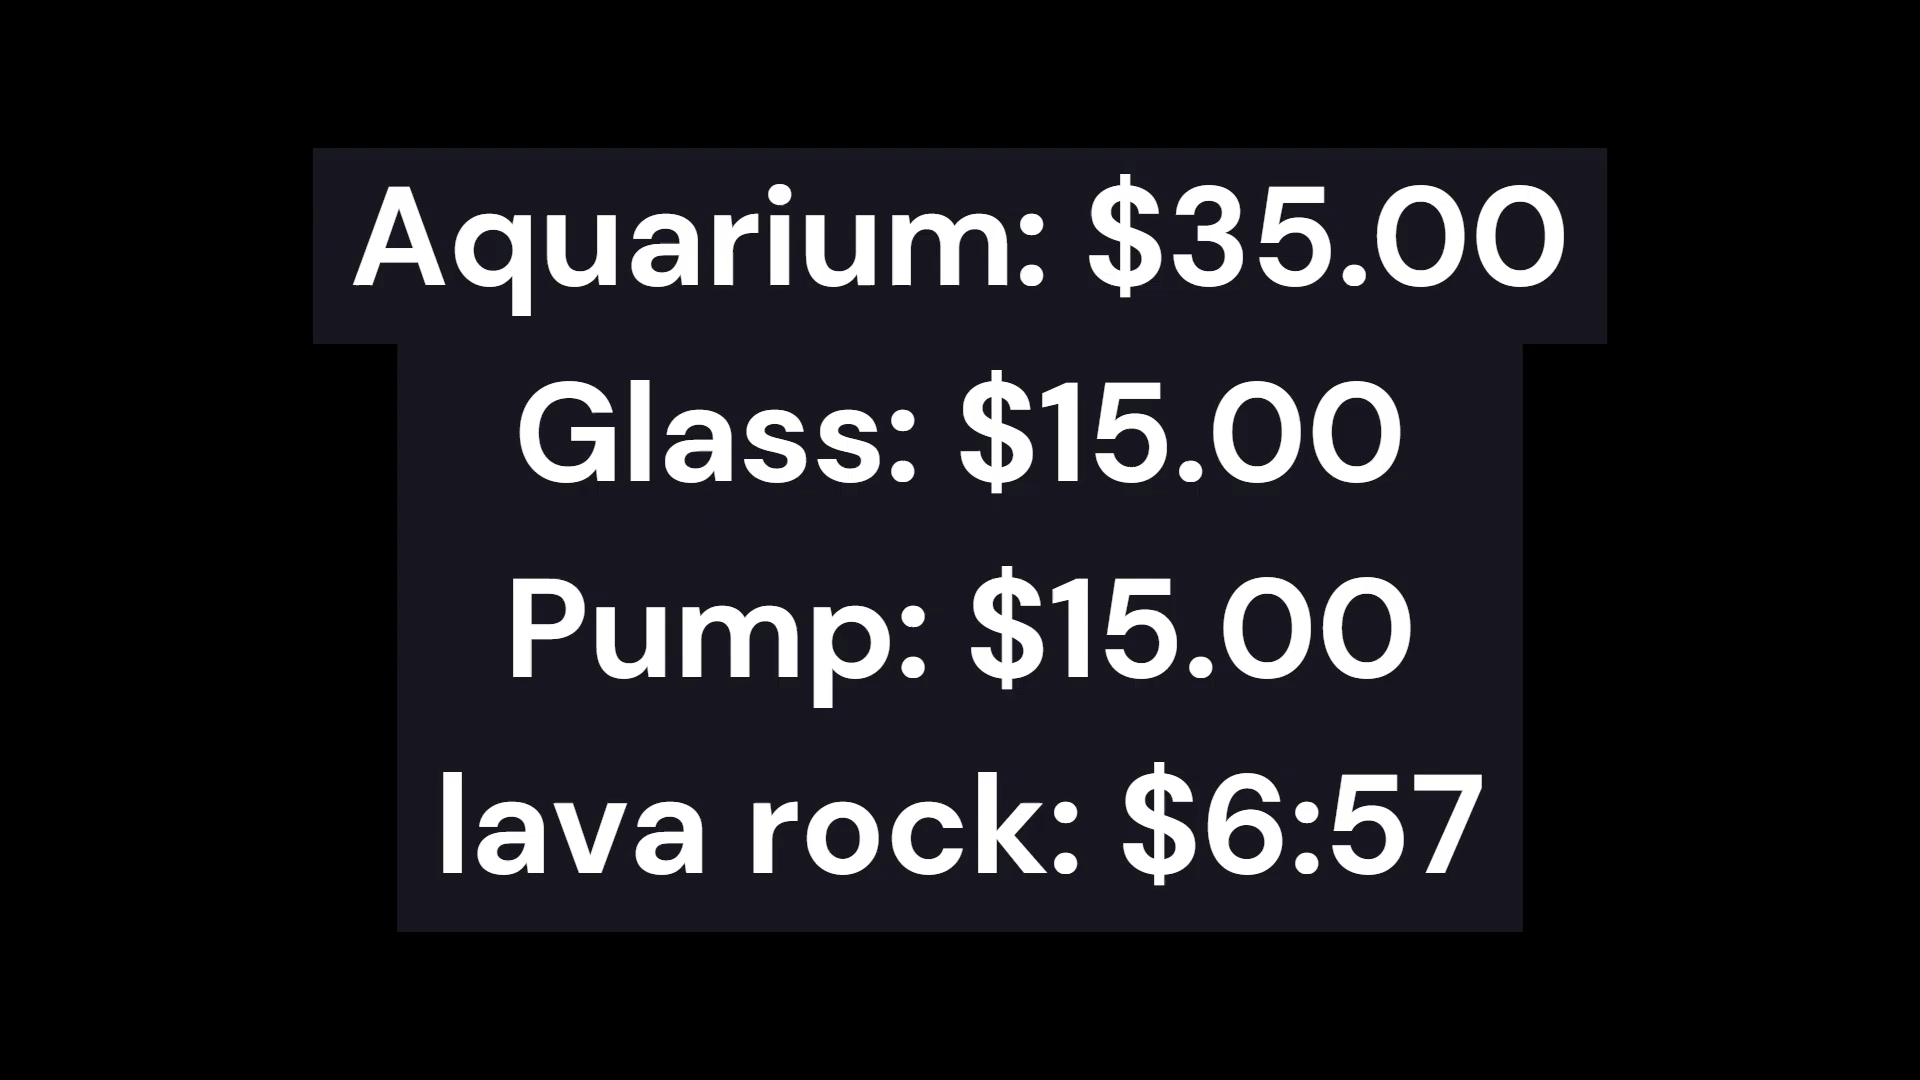 Aquarium: $35.00
Glass: $15.00
Pump: $15.00
lava rock: $6:57